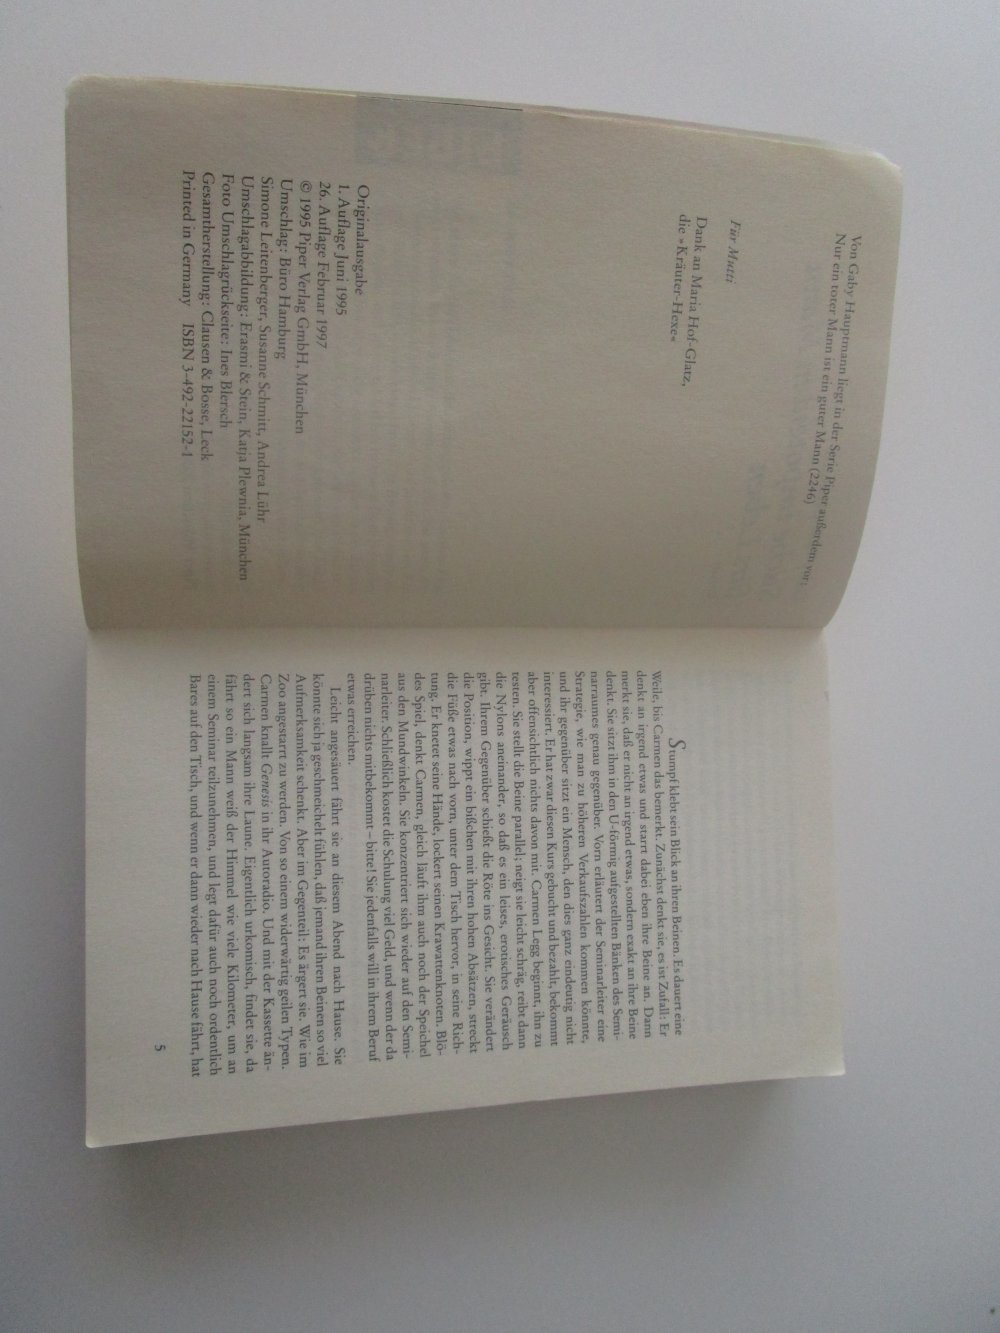 Von Gaby Hauptmann liegt in der Serie Piper außerdem vor:
Nur ein toter Mann ist ein guter Mann (2246)
Für Mutti
Dank an Maria Hof-Glatz,
die »Kräuter-Hexe«
Originalausgabe
1. Auflage Juni 1995
26. Auflage Februar 1997
© 1995 Piper Verlag GmbH, München
Umschlag: Büro Hamburg
Simone Leitenberger, Susanne Schmitt, Andrea Lühr
Umschlagabbildung: Erasmi & Stein, Katja Plewnia, München
Foto Umschlagrückseite: Ines Blersch
Gesamtherstellung: Clausen & Bosse, Leck
Printed in Germany ISBN 3-492-22152-1
Stumpf klebt sein Blick an ihren Beinen. Es dauert eine
Weile, bis Carmen das bemerkt. Zunächst denkt sie, es ist Zufall: Er
denkt an irgend etwas und starrt dabei eben ihre Beine an. Dann
merkt sie, daß er nicht an irgend etwas, sondern exakt an ihre Beine
denkt. Sie sitzt ihm in den U-förmig aufgestellten Bänken des Semi-
narraumes genau gegenüber. Vorn erläutert der Seminarleiter eine
Strategie, wie man zu höheren Verkaufszahlen kommen könnte,
und ihr gegenüber sitzt ein Mensch, den dies ganz eindeutig nicht
interessiert. Er hat zwar diesen Kurs gebucht und bezahlt, bekommt
aber offensichtlich nichts davon mit. Carmen Legg beginnt, ihn zu
testen. Sie stellt die Beine parallel; neigt sie leicht schräg, reibt dann
die Nylons aneinander, so daß es ein leises, erotisches Geräusch
gibt. Ihrem Gegenüber schießt die Röte ins Gesicht. Sie verändert
die Position, wippt ein bißchen mit ihren hohen Absätzen, streckt
die Füße etwas nach vorn, unter dem Tisch hervor, in seine Rich-
tung. Er knetet seine Hände, lockert seinen Krawattenknoten. Blö-
des Spiel, denkt Carmen, gleich läuft ihm auch noch der Speichel
aus den Mundwinkeln. Sie konzentriert sich wieder auf den Semi-
narleiter. Schließlich kostet die Schulung viel Geld, und wenn der da
drüben nichts mitbekommt – bitte! Sie jedenfalls will in ihrem Beruf
etwas erreichen.
Leicht angesäuert fährt sie an diesem Abend nach Hause. Sie
könnte sich ja geschmeichelt fühlen, daß jemand ihren Beinen so viel
Aufmerksamkeit schenkt. Aber im Gegenteil: Es ärgert sie. Wie im
Zoo angestarrt zu werden. Von so einem widerwärtig geilen Typen.
Carmen knallt Genesis in ihr Autoradio. Und mit der Kassette än-
dert sich langsam ihre Laune. Eigentlich urkomisch, findet sie, da
fährt so ein Mann weiß der Himmel wie viele Kilometer, um an
einem Seminar teilzunehmen, und legt dafür auch noch ordentlich
Bares auf den Tisch, und wenn er dann wieder nach Hause fährt, hat
5